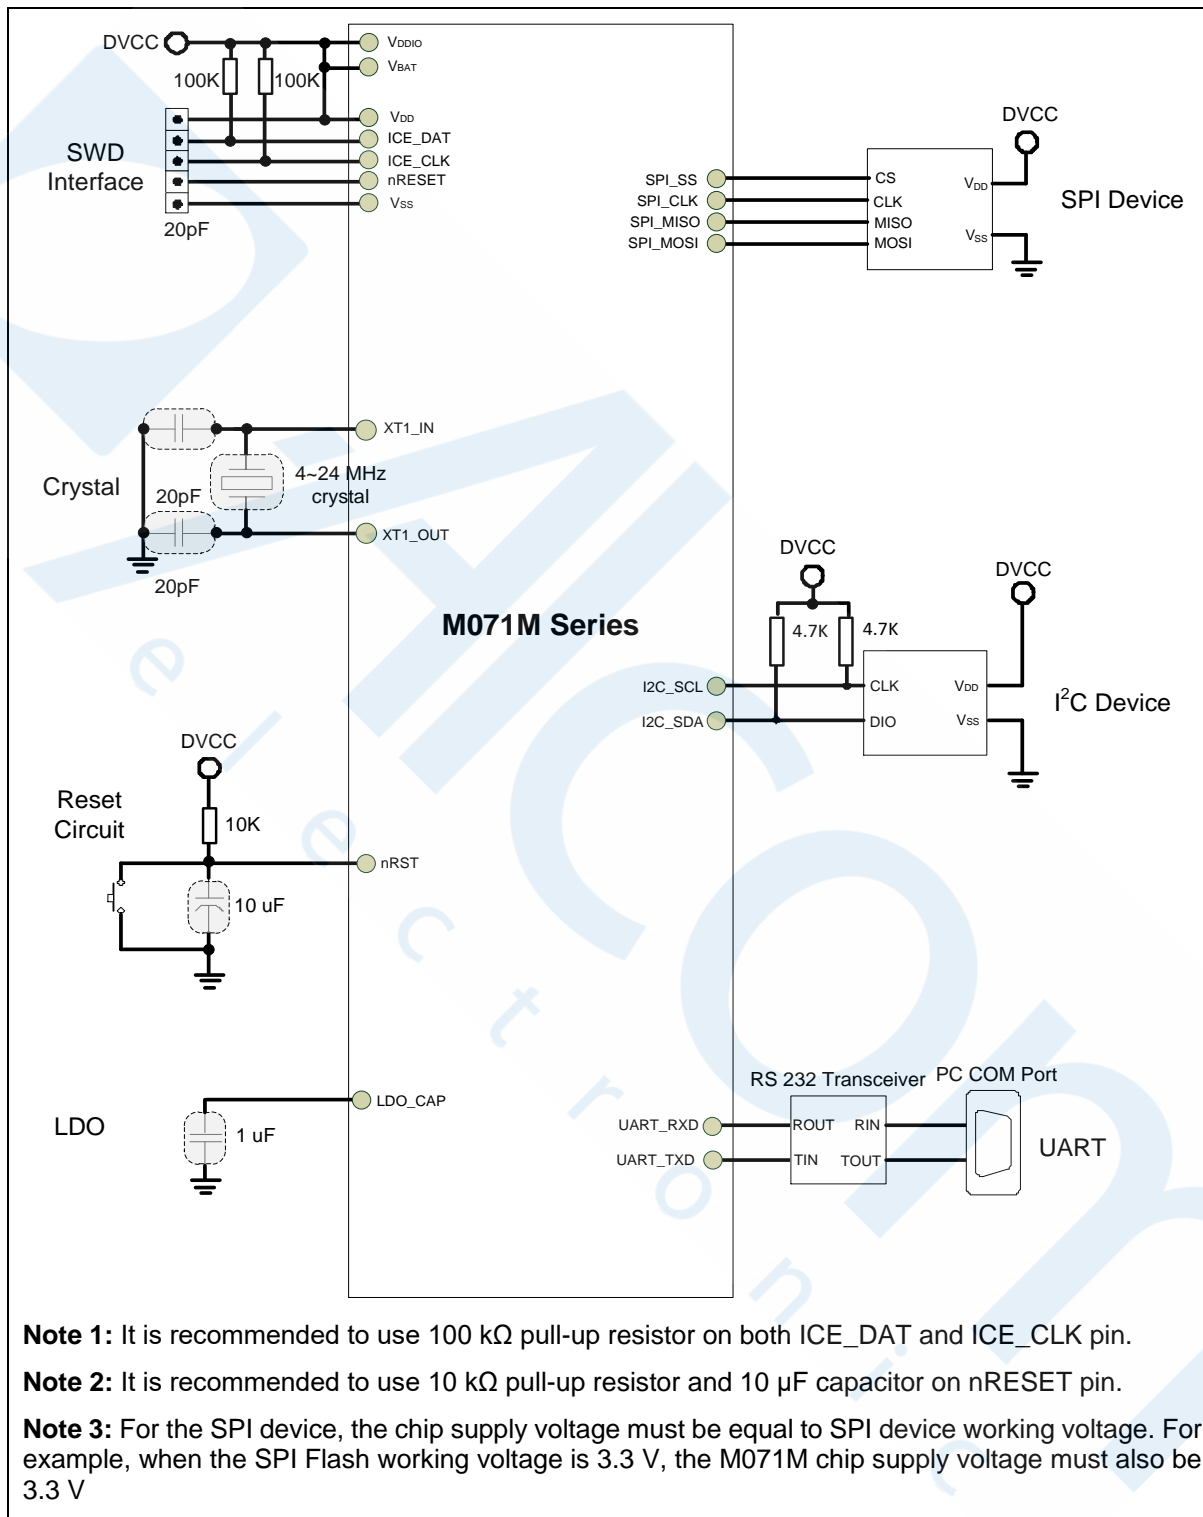 DVCC
VDDIO
VBAT
100K
100K
VDD
ICE_DAT
ICE_CLK
nRESET
VSS
SWD
Interface
20pF
DVCC
SPI_SS
SPI_CLK
SPI_MISO
SPI_MOSI
CS
CLK
MISO
MOSI
VDD
VSS
SPI Device
XT1_IN
Crystal
20pF
4~24 MHz
crystal
XT1_OUT
20pF
M071M Series
DVCC
DVCC
4.7K
4.7K
I2C_SCL
I2C_SDA
CLK
DIO
VDD
VSS
I²C Device
DVCC
Reset
Circuit
10K
nRST
10 uF
LDO
LDO_CAP
1 uF
RS 232 Transceiver
PC COM Port
UART_RXD
UART_TXD
ROUT
RIN
TIN
TOUT
UART
Note 1: It is recommended to use 100 kΩ pull-up resistor on both ICE_DAT and ICE_CLK pin.
Note 2: It is recommended to use 10 kΩ pull-up resistor and 10 µF capacitor on nRESET pin.
Note 3: For the SPI device, the chip supply voltage must be equal to SPI device working voltage. For
example, when the SPI Flash working voltage is 3.3 V, the M071M chip supply voltage must also be
3.3 V
AICom
electronic